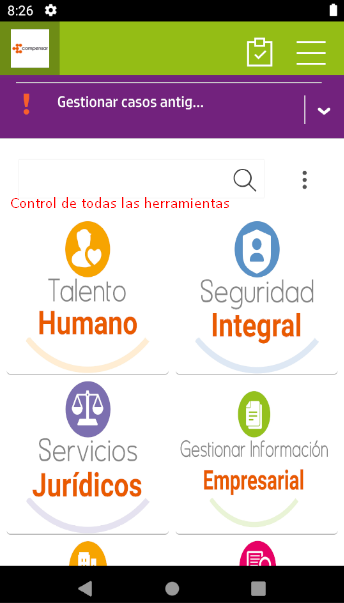 8:26
compensar
Gestionar casos antig...
Control de todas las herramientas
Talento
Humano
Seguridad
Integral
Servicios
Jurídicos
Gestionar Información
Empresarial